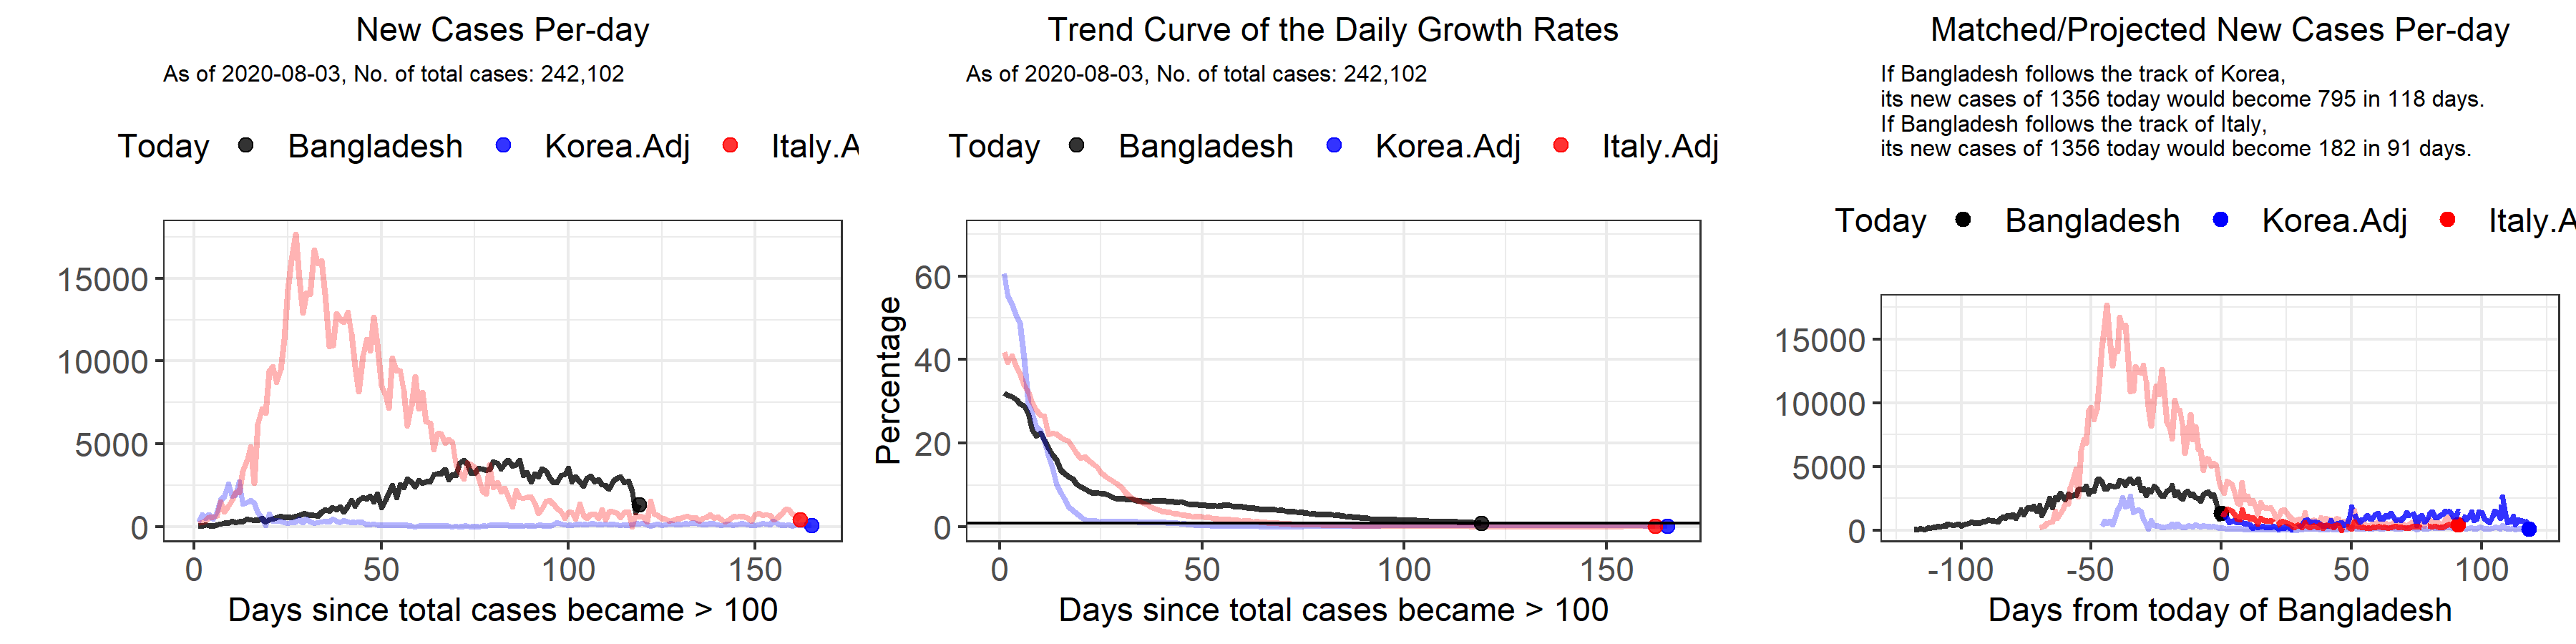 New Cases Per-day
As of 2020-08-03, No. of total cases: 242,102
Today Bangladesh Korea.Adj Italy.A
15000
10000
5000
0
0 50 100 150
Days since total cases became > 100
Trend Curve of the Daily Growth Rates
As of 2020-08-03, No. of total cases: 242,102
Today Bangladesh Korea.Adj Italy.Adj
Percentage
60
40
20
0
0 50 100 150
Days since total cases became > 100
Matched/Projected New Cases Per-day
If Bangladesh follows the track of Korea,
its new cases of 1356 today would become 795 in 118 days.
If Bangladesh follows the track of Italy,
its new cases of 1356 today would become 182 in 91 days.
Today Bangladesh Korea.Adj Italy.A
15000
10000
5000
0
-100 -50 0 50 100
Days from today of Bangladesh